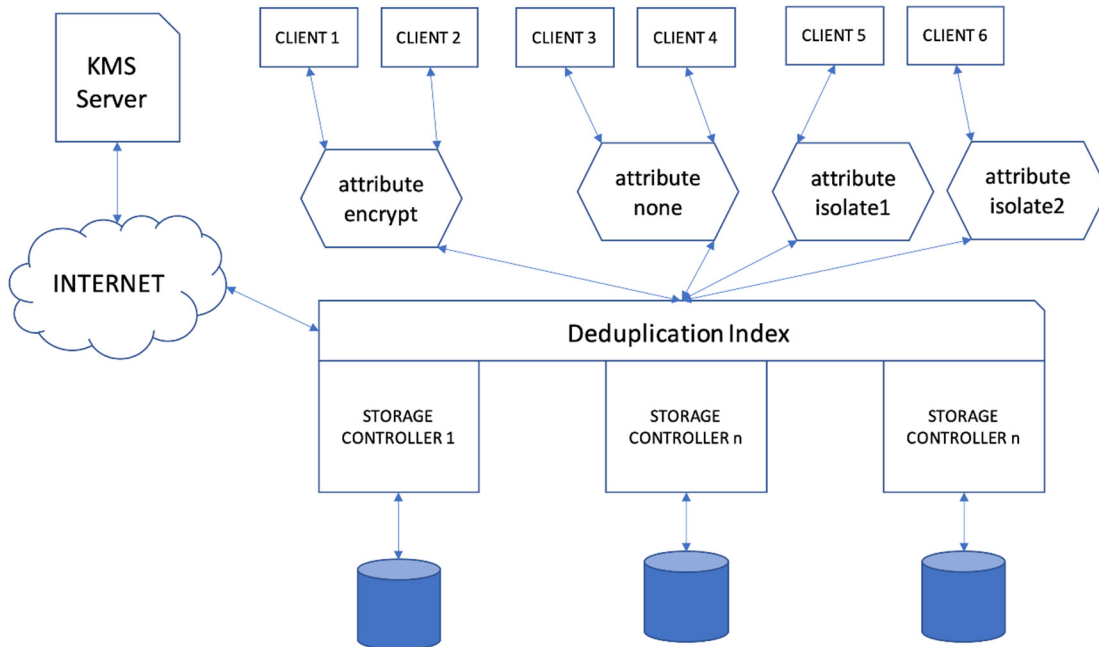 KMS
Server
CLIENT 1
CLIENT 2
CLIENT 3
CLIENT 4
CLIENT 5
CLIENT 6
attribute
encrypt
attribute
none
attribute
isolate1
attribute
isolate2
INTERNET
Deduplication Index
STORAGE
CONTROLLER 1
STORAGE
CONTROLLER n
STORAGE
CONTROLLER n